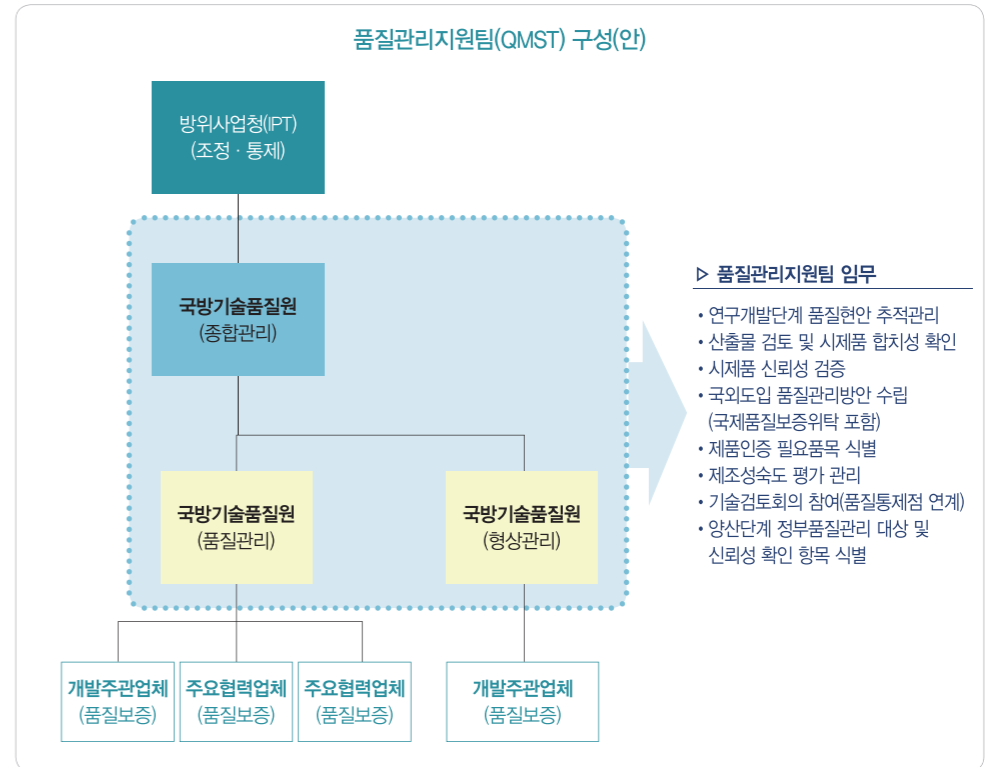 품질관리지원팀(QMST) 구성(안)
방위사업청(IPT)
(조정 · 통제)
국방기술품질원
(종합관리)
국방기술품질원
(품질관리)
국방기술품질원
(형상관리)
개발주관업체
(품질보증)
주요협력업체
(품질보증)
주요협력업체
(품질보증)
개발주관업체
(품질보증)
▷ 품질관리지원팀 임무
• 연구개발단계 품질현안 추적관리
• 산출물 검토 및 시제품 합치성 확인
• 시제품 신뢰성 검증
• 국외도입 품질관리방안 수립
(국제품질보증위탁 포함)
• 제품인증 필요품목 식별
• 제조성숙도 평가 관리
• 기술검토회의 참여(품질통제점 연계)
• 양산단계 정부품질관리 대상 및
신뢰성 확인 항목 식별